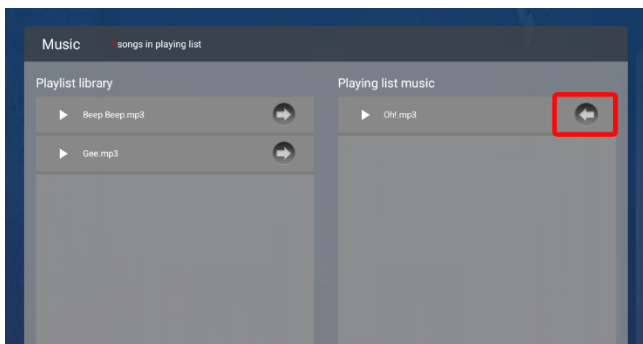 Music songs in playing list
Playlist library
Beep Beep.mp3
Gee.mp3
Playing list music
Oh!.mp3